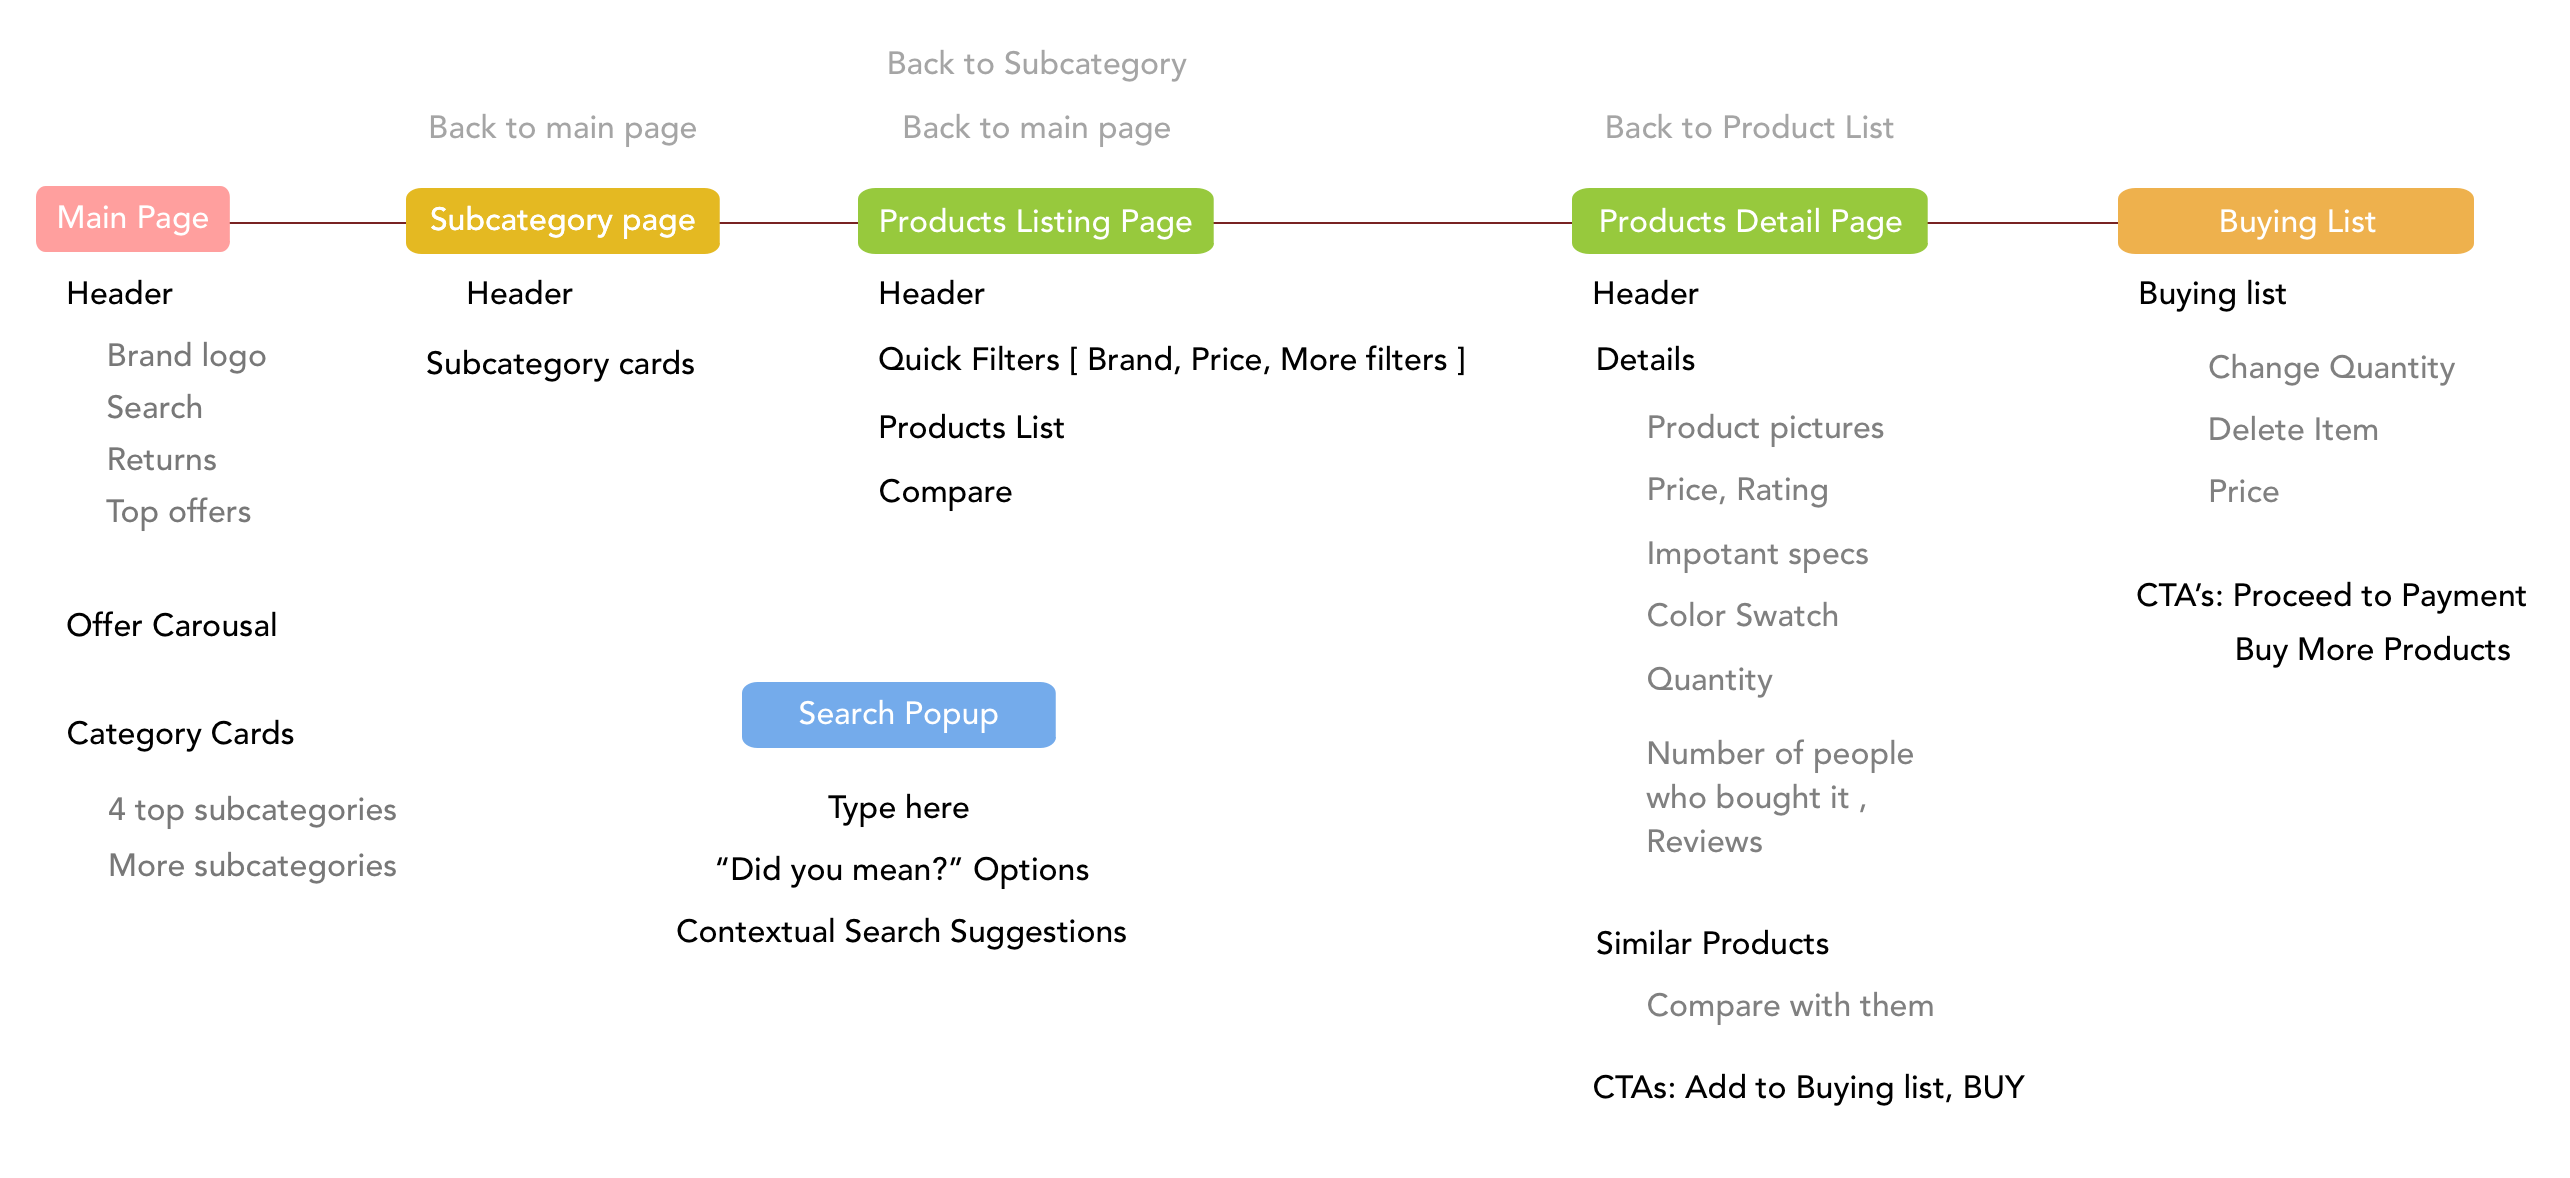 Back to Subcategory
Back to main page
Back to main page
Back to Product List
Main Page
Subcategory page
Products Listing Page
Products Detail Page
Buying List
Header
Brand logo
Search
Returns
Top offers
Offer Carousal
Category Cards
4 top subcategories
More subcategories
Header
Subcategory cards
Header
Quick Filters [ Brand, Price, More filters ]
Products List
Compare
Search Popup
Type here
“Did you mean?” Options
Contextual Search Suggestions
Header
Details
Product pictures
Price, Rating
Impotant specs
Color Swatch
Quantity
Number of people
who bought it ,
Reviews
Similar Products
Compare with them
CTAs: Add to Buying list, BUY
Buying list
Change Quantity
Delete Item
Price
CTA’s: Proceed to Payment
Buy More Products